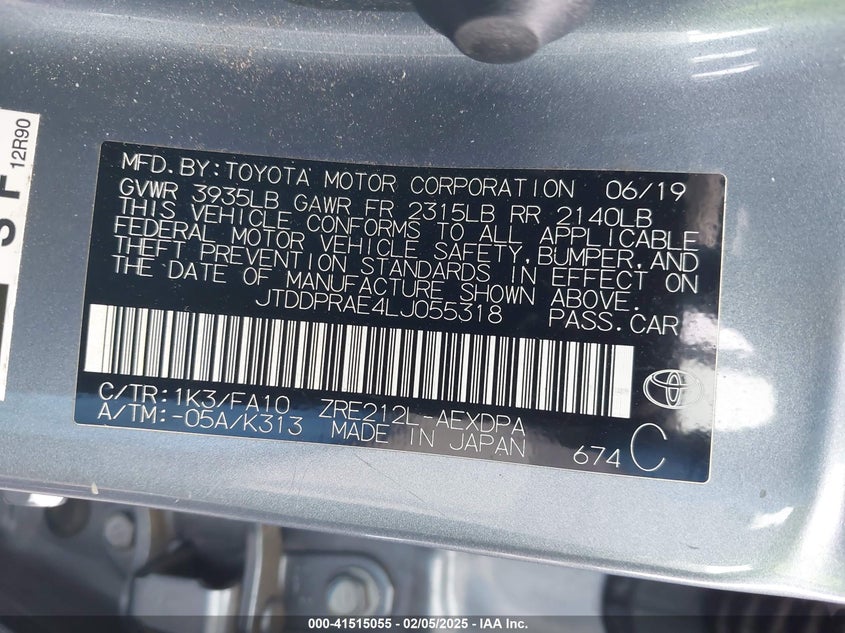 MFD.BY:TOYOTA MOTOR CORPORATION 06/19
GVWR 3935LB GAWR FR 2315LB RR 2140LB
THIS VEHICLE CONFORMS TO ALL APPLICABLE
FEDERAL MOTOR VEHICLE SAFETY,BUMPER,AND
THEFT PREVENTION STANDARDS IN EFFECT ON
THE DATE OF MANUFACTURE SHOWN ABOVE.
JTDDPRAE4LJ055318 PASS.CAR
C/TR:1K3/FA10 ZRE212L-AEXDPA
A/TM:-05A/K313 MADE IN JAPAN
674 C
12R90
000-41515055 / 02/05/2025 - IAA Inc.